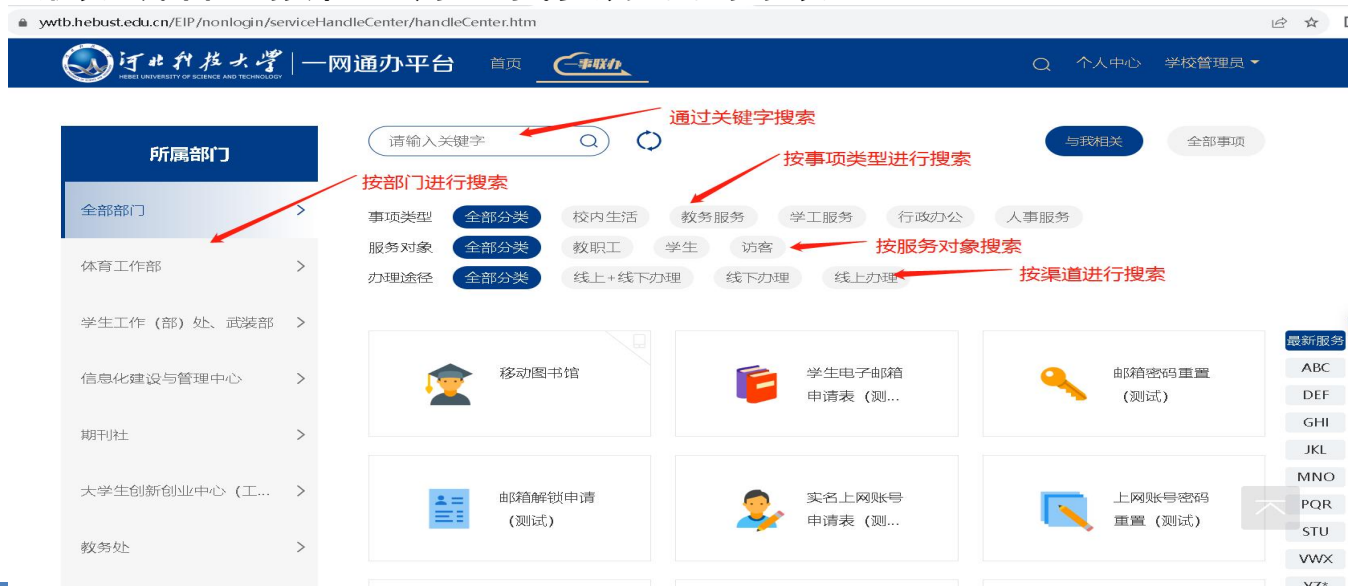 ywtb.hebust.edu.cn/EIP/nonlogin/serviceHandleCenter/handleCenter.htm
河北科技大学 一网通办平台 首页 一事联办 个人中心 学校管理员
HEBEI UNIVERSITY OF SCIENCE AND TECHNOLOGY
通过关键字搜索
请输入关键字 与我相关 全部事项
所属部门
按事项类型进行搜索
按部门进行搜索
全部部门
事项类型 全部分类 校内生活 教务服务 学工服务 行政办公 人事服务
服务对象 全部分类 教职工 学生 访客 按服务对象搜索
办理途径 全部分类 线上+线下办理 线下办理 线上办理 按渠道进行搜索
体育工作部
学生工作（部）处、武装部
信息化建设与管理中心
期刊社
大学生创新创业中心（工...
教务处
移动图书馆
学生电子邮箱
申请表（测...
邮箱密码重置
（测试）
邮箱解锁申请
（测试）
实名上网账号
申请表（测...
上网账号密码
重置（测试）
最新服务
ABC
DEF
GHI
JKL
MNO
PQR
STU
VWX